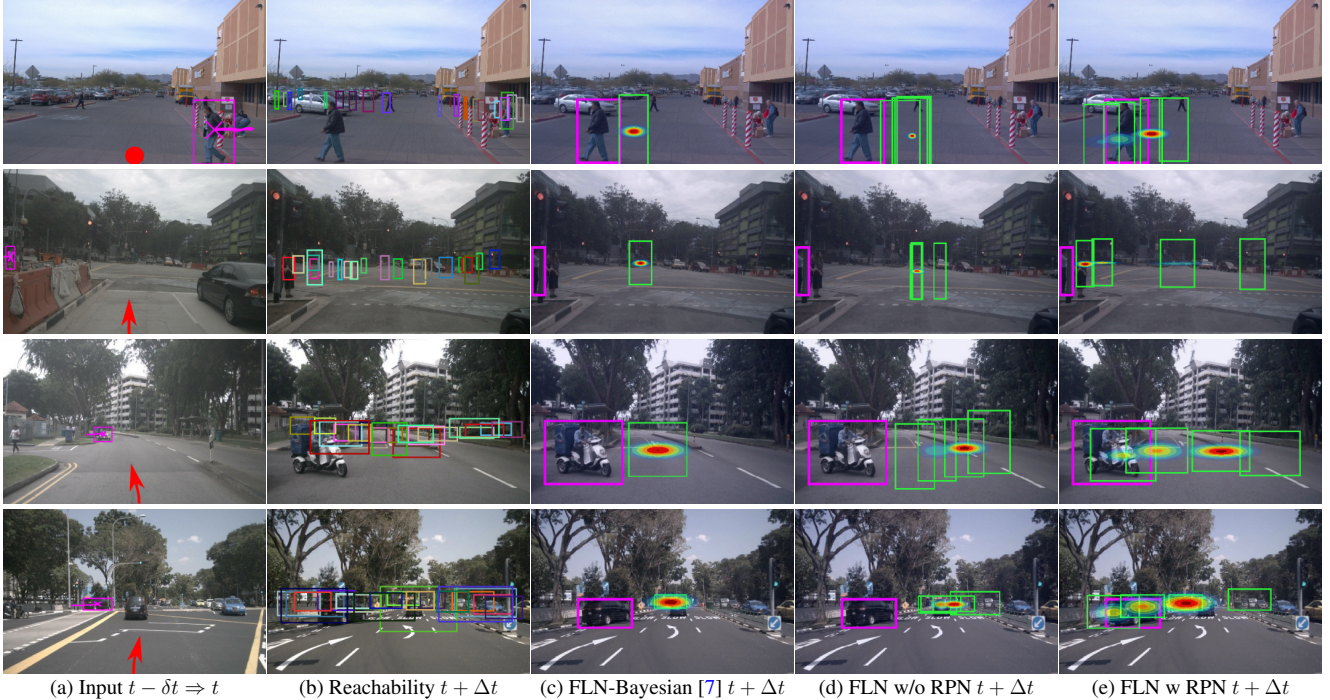 (a) Input t − δt ⇒ t
(b) Reachability t + Δt
(c) FLN-Bayesian [7] t + Δt
(d) FLN w/o RPN t + Δt
(e) FLN w RPN t + Δt